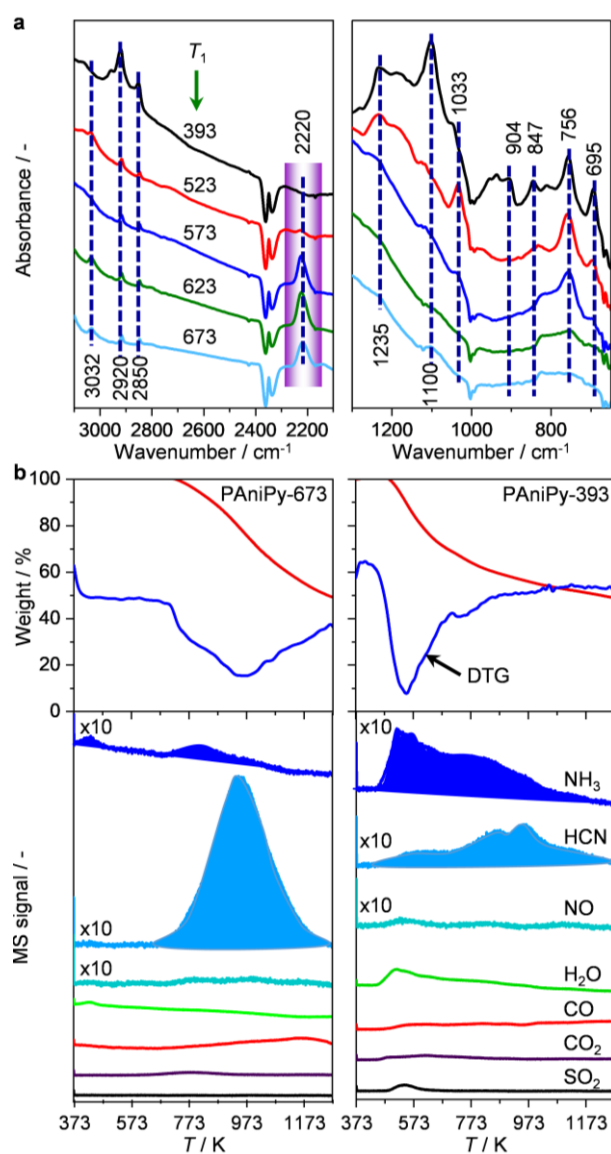 a
T1
393
523
573
623
673
2220
3032
2920
2850
1033
904
847
756
695
1235
1100
Absorbance / -
3000 2800 2600 2400 2200
Wavenumber / cm-1
1200 1000 800
Wavenumber / cm-1
b
PAniPy-673
PAniPy-393
100
80
60
40
20
0
Weight / %
DTG
x10
x10
x10
x10
x10
x10
NH3
HCN
NO
H2O
CO
CO2
SO2
MS signal / -
373 573 773 973 1173
T / K
373 573 773 973 1173
T / K